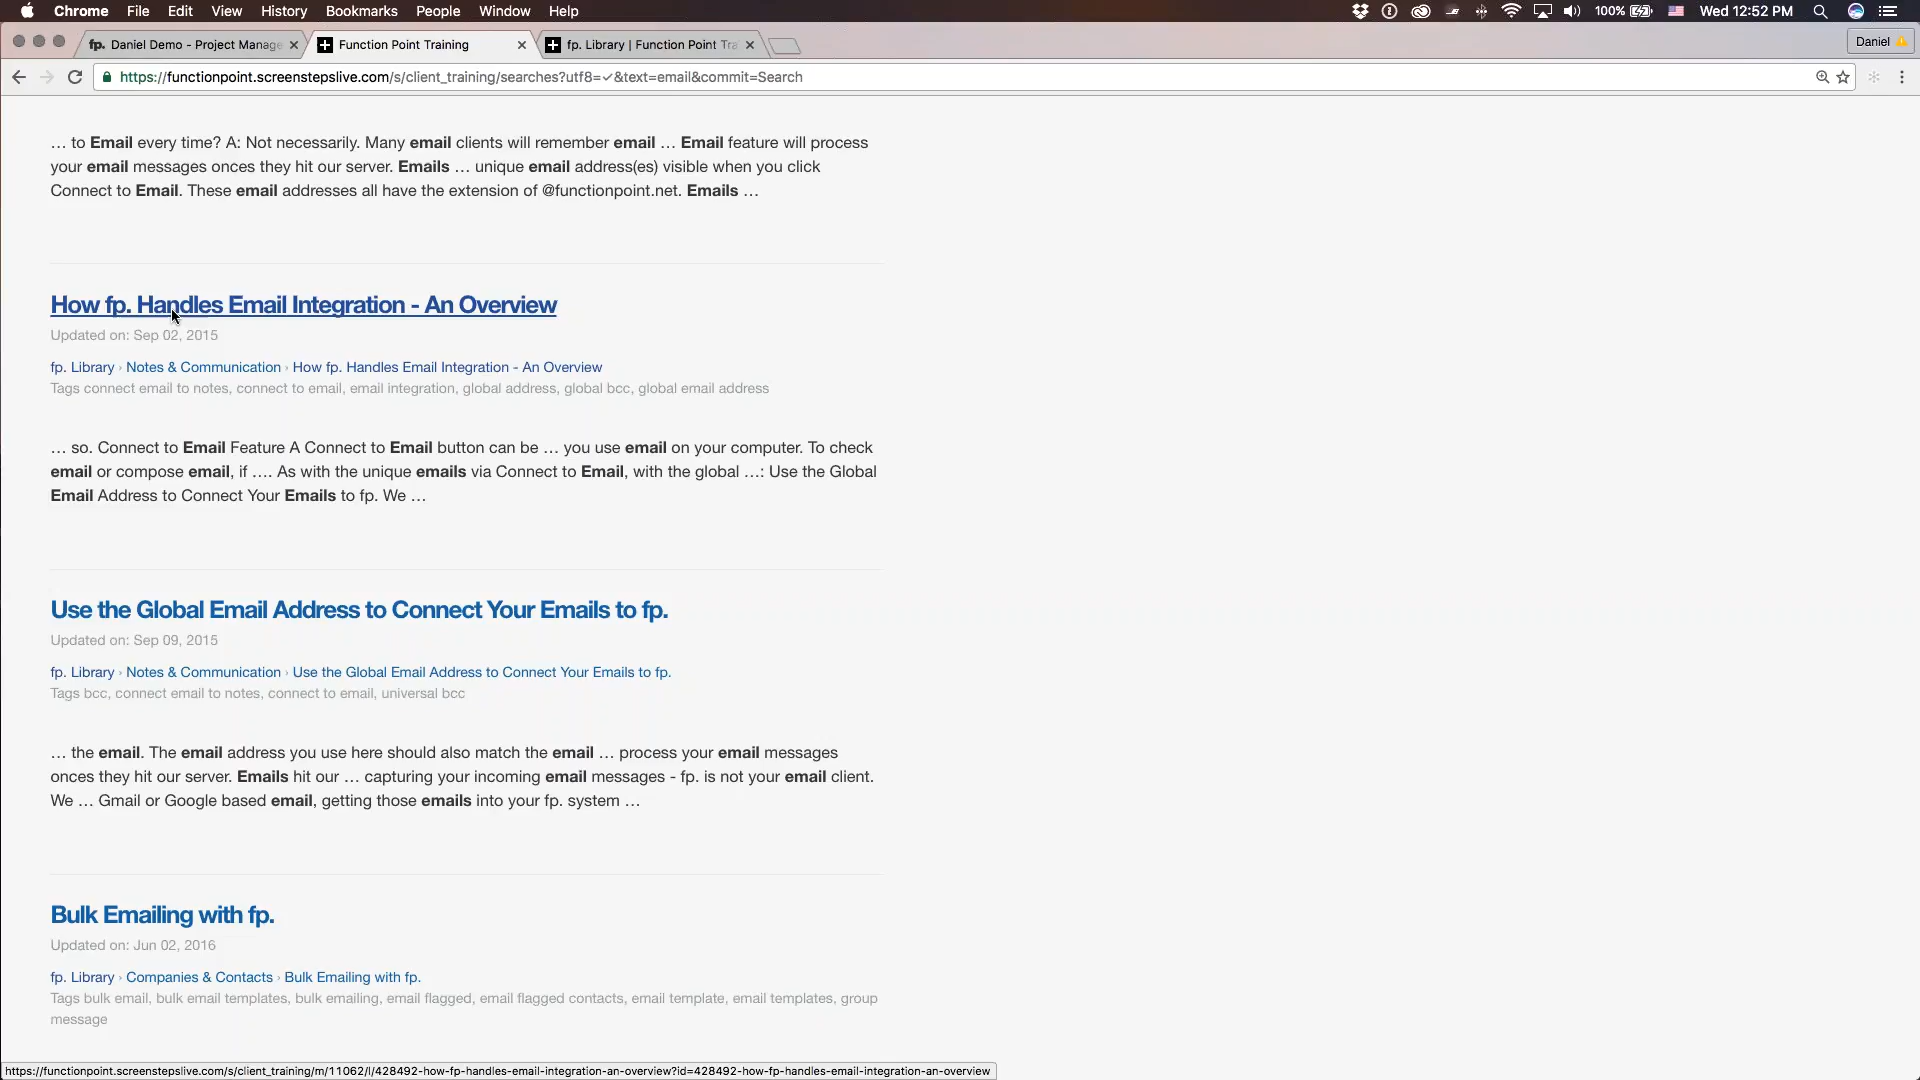 Chrome File Edit View History Bookmarks People Window Help 100% Wed 12:52 PM
fp. Daniel Demo - Project Manage Function Point Training fp. Library | Function Point Tra Daniel
https://functionpoint.screenstepslive.com/s/client_training/searches?utf8=✓&text=email&commit=Search
… to Email every time? A: Not necessarily. Many email clients will remember email … Email feature will process
your email messages onces they hit our server. Emails … unique email address(es) visible when you click
Connect to Email. These email addresses all have the extension of @functionpoint.net. Emails …
How fp. Handles Email Integration - An Overview
Updated on: Sep 02, 2015
fp. Library › Notes & Communication › How fp. Handles Email Integration - An Overview
Tags connect email to notes, connect to email, email integration, global address, global bcc, global email address
… so. Connect to Email Feature A Connect to Email button can be … you use email on your computer. To check
email or compose email, if …. As with the unique emails via Connect to Email, with the global …: Use the Global
Email Address to Connect Your Emails to fp. We …
Use the Global Email Address to Connect Your Emails to fp.
Updated on: Sep 09, 2015
fp. Library › Notes & Communication › Use the Global Email Address to Connect Your Emails to fp.
Tags bcc, connect email to notes, connect to email, universal bcc
… the email. The email address you use here should also match the email … process your email messages
onces they hit our server. Emails hit our … capturing your incoming email messages - fp. is not your email client.
We … Gmail or Google based email, getting those emails into your fp. system …
Bulk Emailing with fp.
Updated on: Jun 02, 2016
fp. Library › Companies & Contacts › Bulk Emailing with fp.
Tags bulk email, bulk email templates, bulk emailing, email flagged, email flagged contacts, email template, email templates, group
message
https://functionpoint.screenstepslive.com/s/client_training/m/11062/l/428492-how-fp-handles-email-integration-an-overview?id=428492-how-fp-handles-email-integration-an-overview